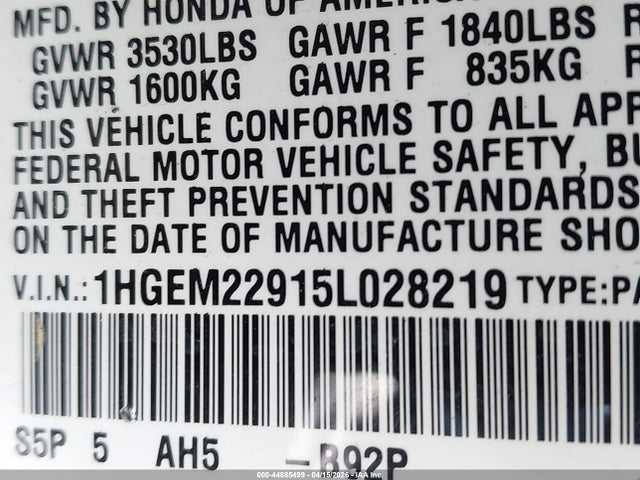 MFD. BY HONDA OF AMERICA
GVWR 3530LBS GAWR F 1840LBS R
GVWR 1600KG GAWR F 835KG R
THIS VEHICLE CONFORMS TO ALL APP
FEDERAL MOTOR VEHICLE SAFETY, BU
AND THEFT PREVENTION STANDARDS
ON THE DATE OF MANUFACTURE SHO
V.I.N.: 1HGEM22915L028219 TYPE:PA
S5P 5 AH5 -R92P
000-44885499 - 04/15/2026 - IAA Inc.